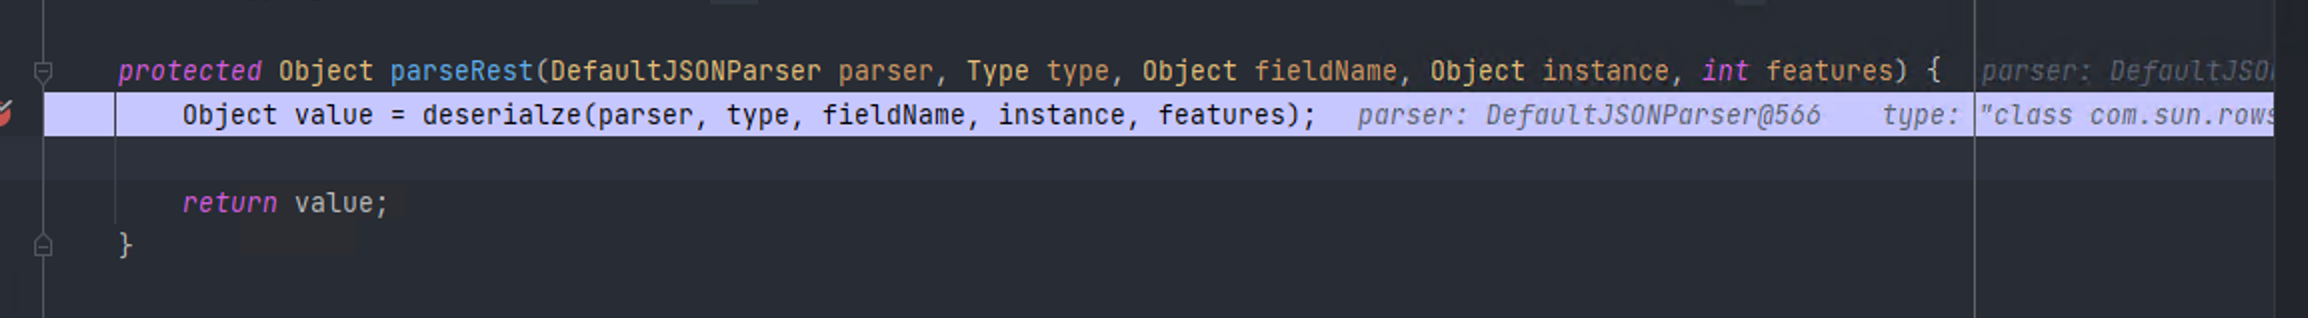 protected Object parseRest(DefaultJSONParser parser, Type type, Object fieldName, Object instance, int features) {   parser: DefaultJSO
Object value = deserialze(parser, type, fieldName, instance, features);   parser: DefaultJSONParser@566   type: "class com.sun.rows
return value;
}